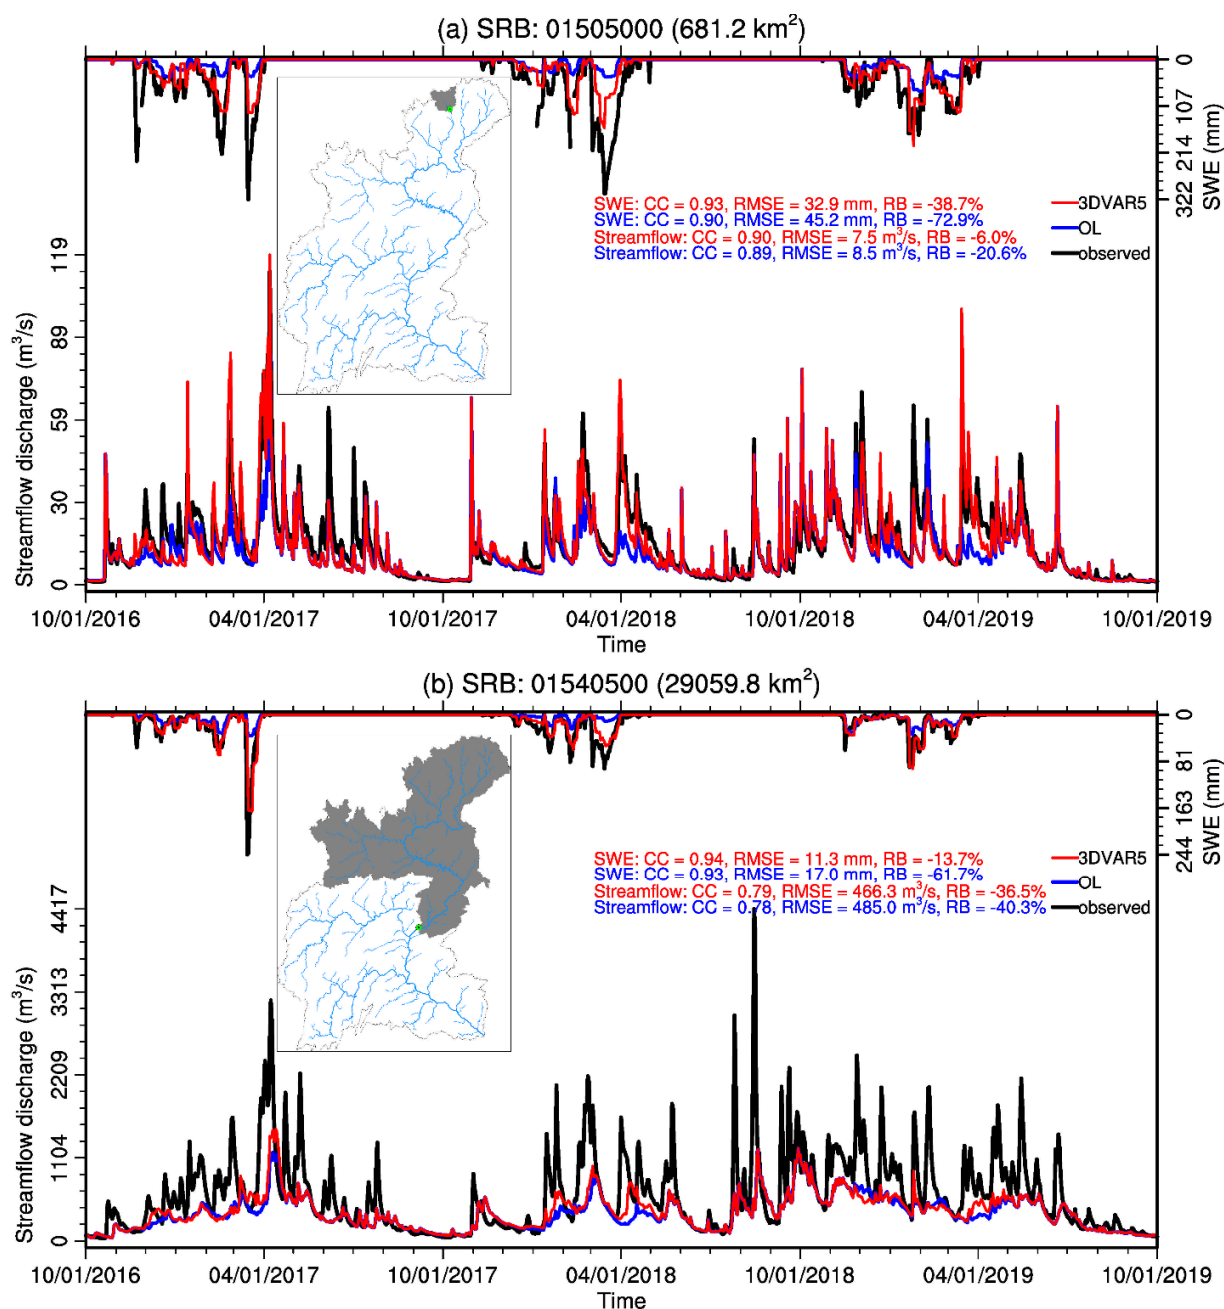 (a) SRB: 01505000 (681.2 km²)
0
107
214
322
SWE (mm)
SWE: CC = 0.93, RMSE = 32.9 mm, RB = -38.7%
SWE: CC = 0.90, RMSE = 45.2 mm, RB = -72.9%
Streamflow: CC = 0.90, RMSE = 7.5 m³/s, RB = -6.0%
Streamflow: CC = 0.89, RMSE = 8.5 m³/s, RB = -20.6%
3DVAR5
OL
observed
119
89
59
30
0
Streamflow discharge (m³/s)
10/01/2016 04/01/2017 10/01/2017 04/01/2018 10/01/2018 04/01/2019 10/01/2019
Time
(b) SRB: 01540500 (29059.8 km²)
0
81
163
244
SWE (mm)
SWE: CC = 0.94, RMSE = 11.3 mm, RB = -13.7%
SWE: CC = 0.93, RMSE = 17.0 mm, RB = -61.7%
Streamflow: CC = 0.79, RMSE = 466.3 m³/s, RB = -36.5%
Streamflow: CC = 0.78, RMSE = 485.0 m³/s, RB = -40.3%
3DVAR5
OL
observed
4417
3313
2209
1104
0
Streamflow discharge (m³/s)
10/01/2016 04/01/2017 10/01/2017 04/01/2018 10/01/2018 04/01/2019 10/01/2019
Time